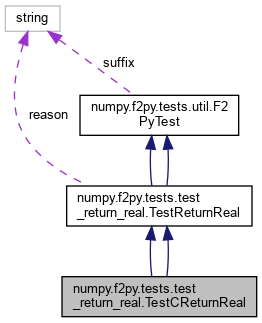 string
suffix
numpy.f2py.tests.util.F2
PyTest
reason
numpy.f2py.tests.test
_return_real.TestReturnReal
numpy.f2py.tests.test
_return_real.TestCReturnReal